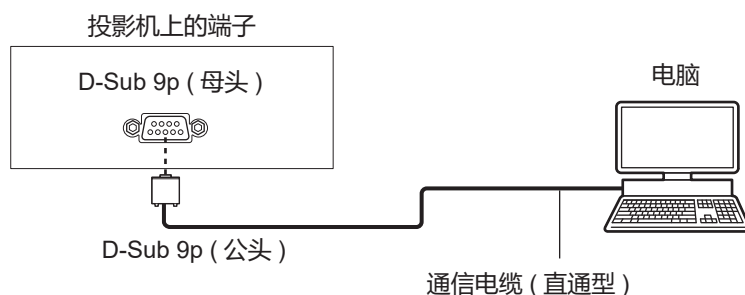 投影机上的端子
D-Sub 9p ( 母头 )
电脑
D-Sub 9p ( 公头 )
通信电缆 ( 直通型 )